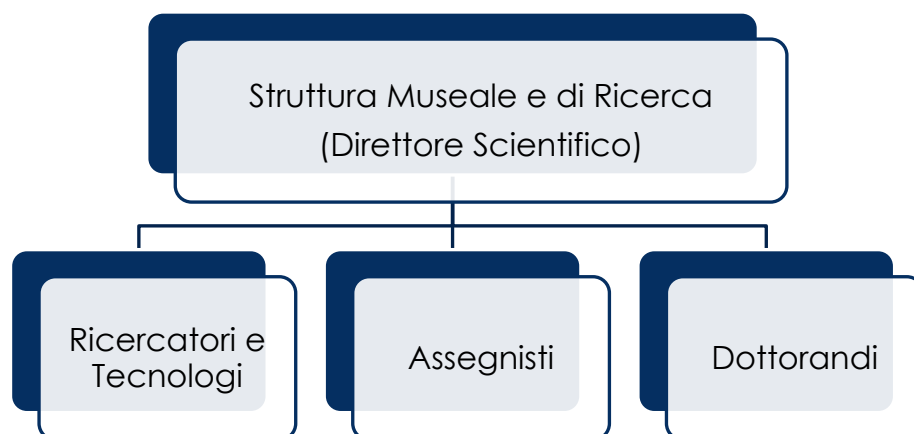 Struttura Museale e di Ricerca
(Direttore Scientifico)
Ricercatori e
Tecnologi
Assegnisti
Dottorandi